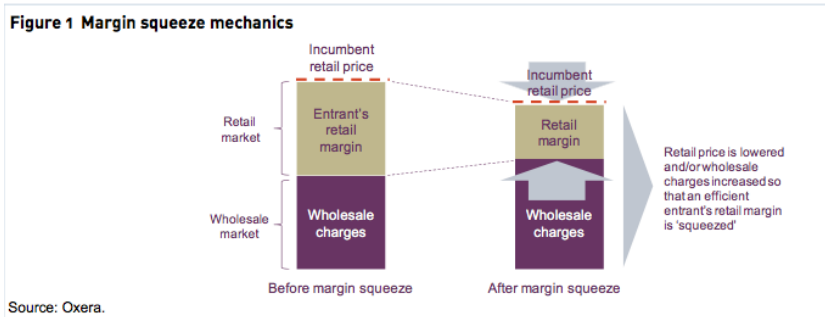 Figure 1 Margin squeeze mechanics
Incumbent
retail price
Entrant's
retail
margin
Retail
market
Wholesale
market
Wholesale
charges
Before margin squeeze
Incumbent
retail price
Retail
margin
Wholesale
charges
After margin squeeze
Retail price is lowered
and/or wholesale
charges increased so
that an efficient
entrant's retail margin
is 'squeezed'
Source: Oxera.